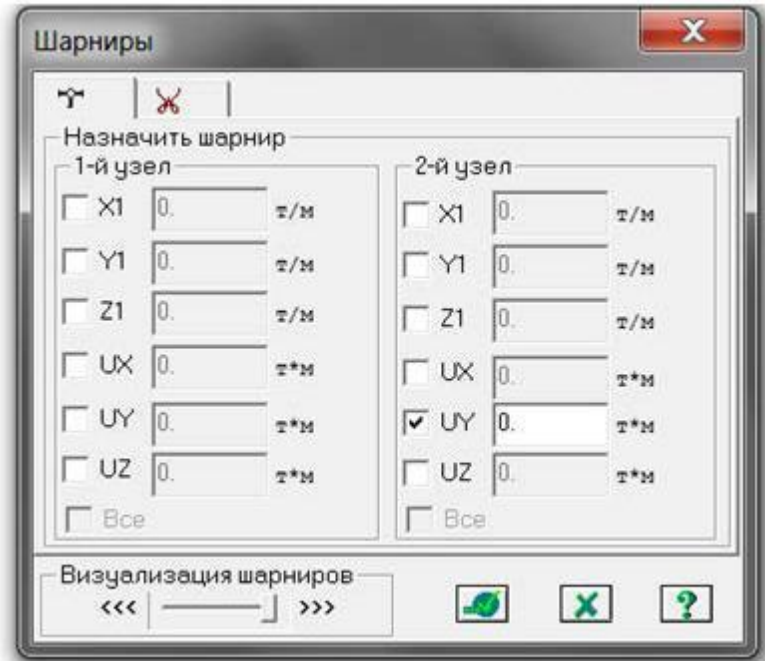 Шарниры
Назначить шарнир
1-й узел
X1 0. т/м
Y1 0. т/м
Z1 0. т/м
UX 0. т*м
UY 0. т*м
UZ 0. т*м
Все
2-й узел
X1 0. т/м
Y1 0. т/м
Z1 0. т/м
UX 0. т*м
UY 0. т*м
UZ 0. т*м
Все
Визуализация шарниров
<<< >>>
?